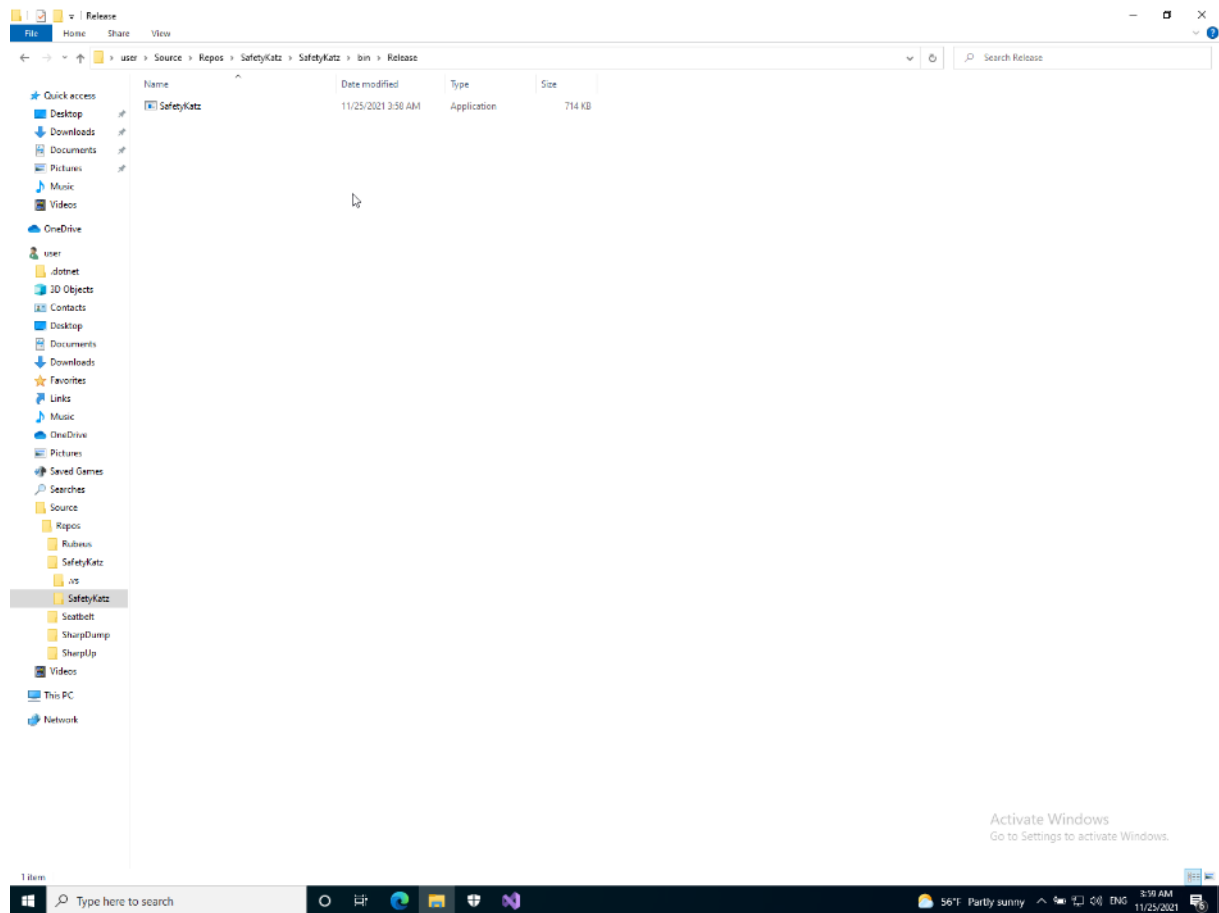 Release
File Home Share View
user › Source › Repos › SafetyKatz › SafetyKatz › bin › Release
Search Release
Name Date modified Type Size
SafetyKatz 11/25/2021 3:58 AM Application 714 KB
Quick access
Desktop
Downloads
Documents
Pictures
Music
Videos
OneDrive
user
.dotnet
3D Objects
Contacts
Desktop
Documents
Downloads
Favorites
Links
Music
OneDrive
Pictures
Saved Games
Searches
Source
Repos
Rubeus
SafetyKatz
.vs
SafetyKatz
Seatbelt
SharpDump
SharpUp
Videos
This PC
Network
Activate Windows
Go to Settings to activate Windows.
1 item
Type here to search
56°F Partly sunny
ENG
3:59 AM
11/25/2021
6